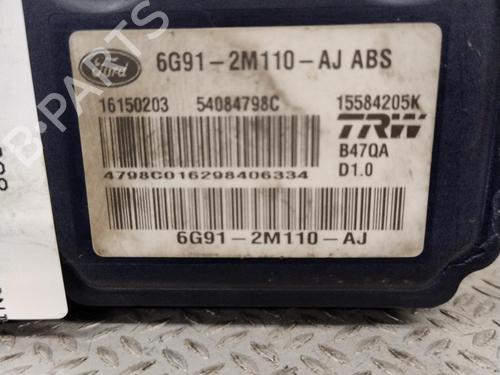 Ford
6G91-2M110-AJ ABS
16150203 54084798C 15584205K
TRW
B47QA
D1.0
4798C016298406334
6G91-2M110-AJ
B-PARTS